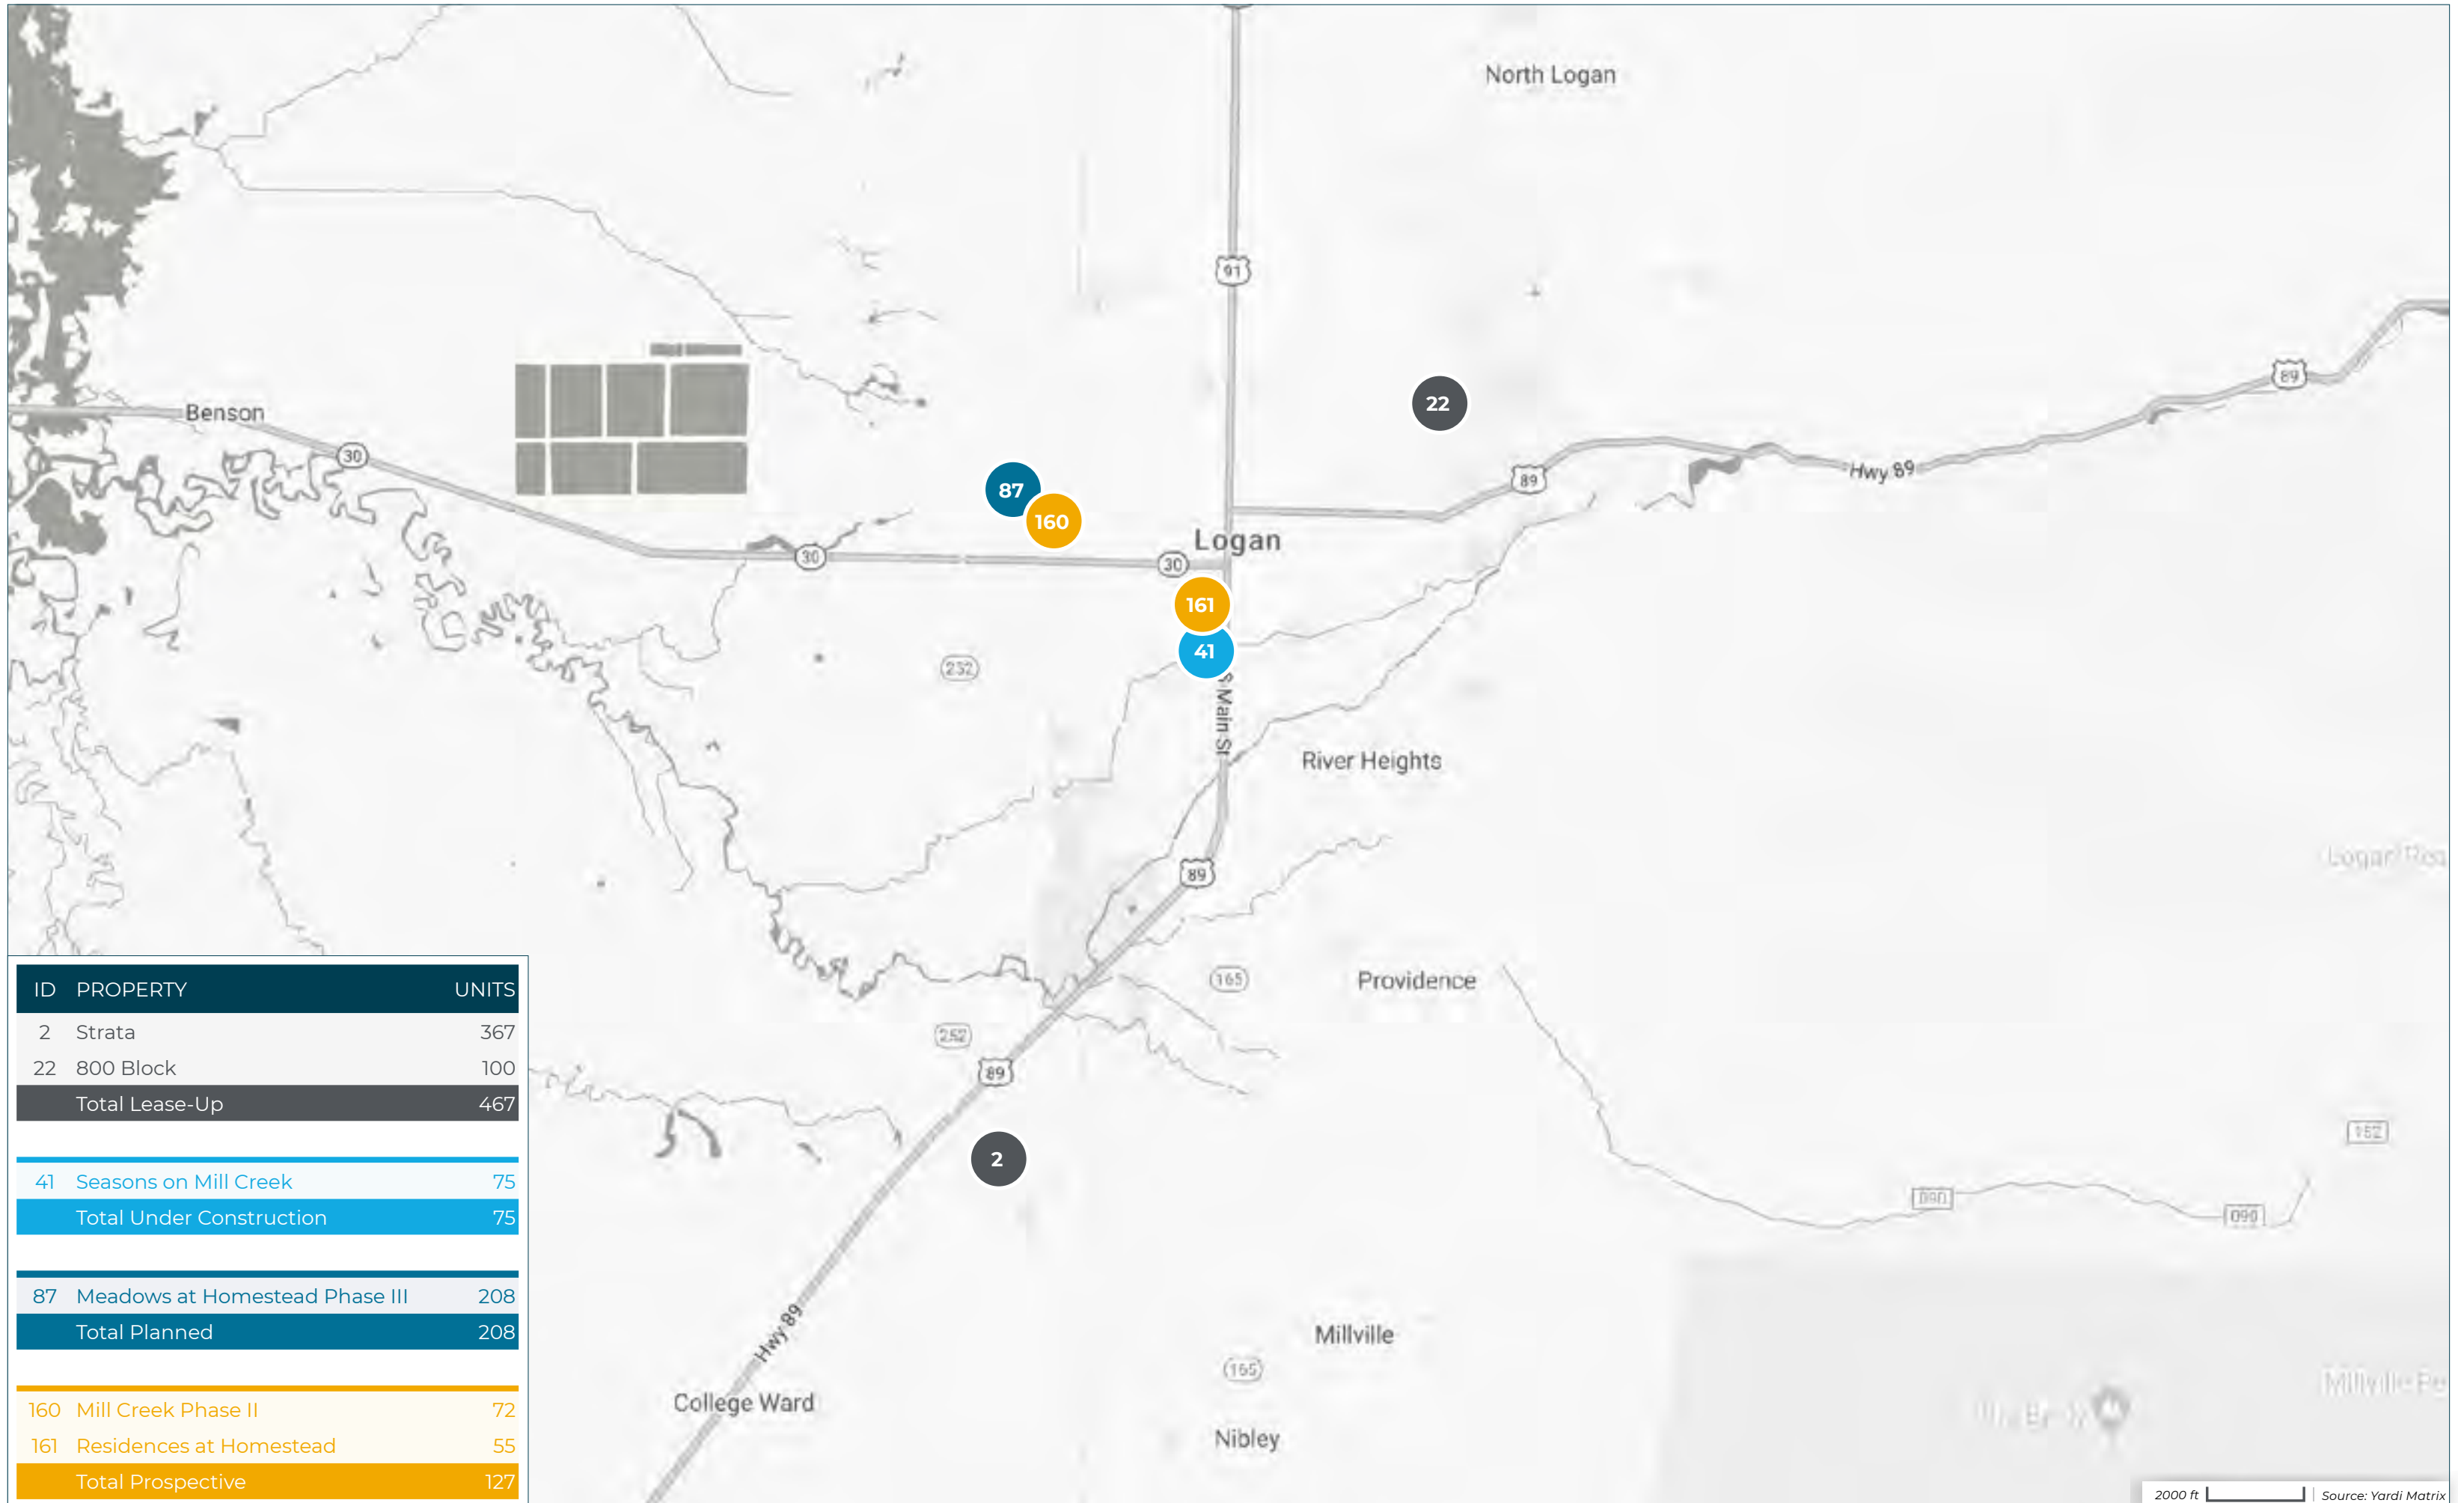 North Logan
91
89
22
Benson
30
Hwy 89
89
87
160
Logan
30
30
161
41
232
S Main St
River Heights
89
165
Providence
252
89
2
090
090
Hwy 89
Millville
165
College Ward
Nibley
ID PROPERTY UNITS
2 Strata 367
22 800 Block 100
Total Lease-Up 467
41 Seasons on Mill Creek 75
Total Under Construction 75
87 Meadows at Homestead Phase III 208
Total Planned 208
160 Mill Creek Phase II 72
161 Residences at Homestead 55
Total Prospective 127
2000 ft
Source: Yardi Matrix